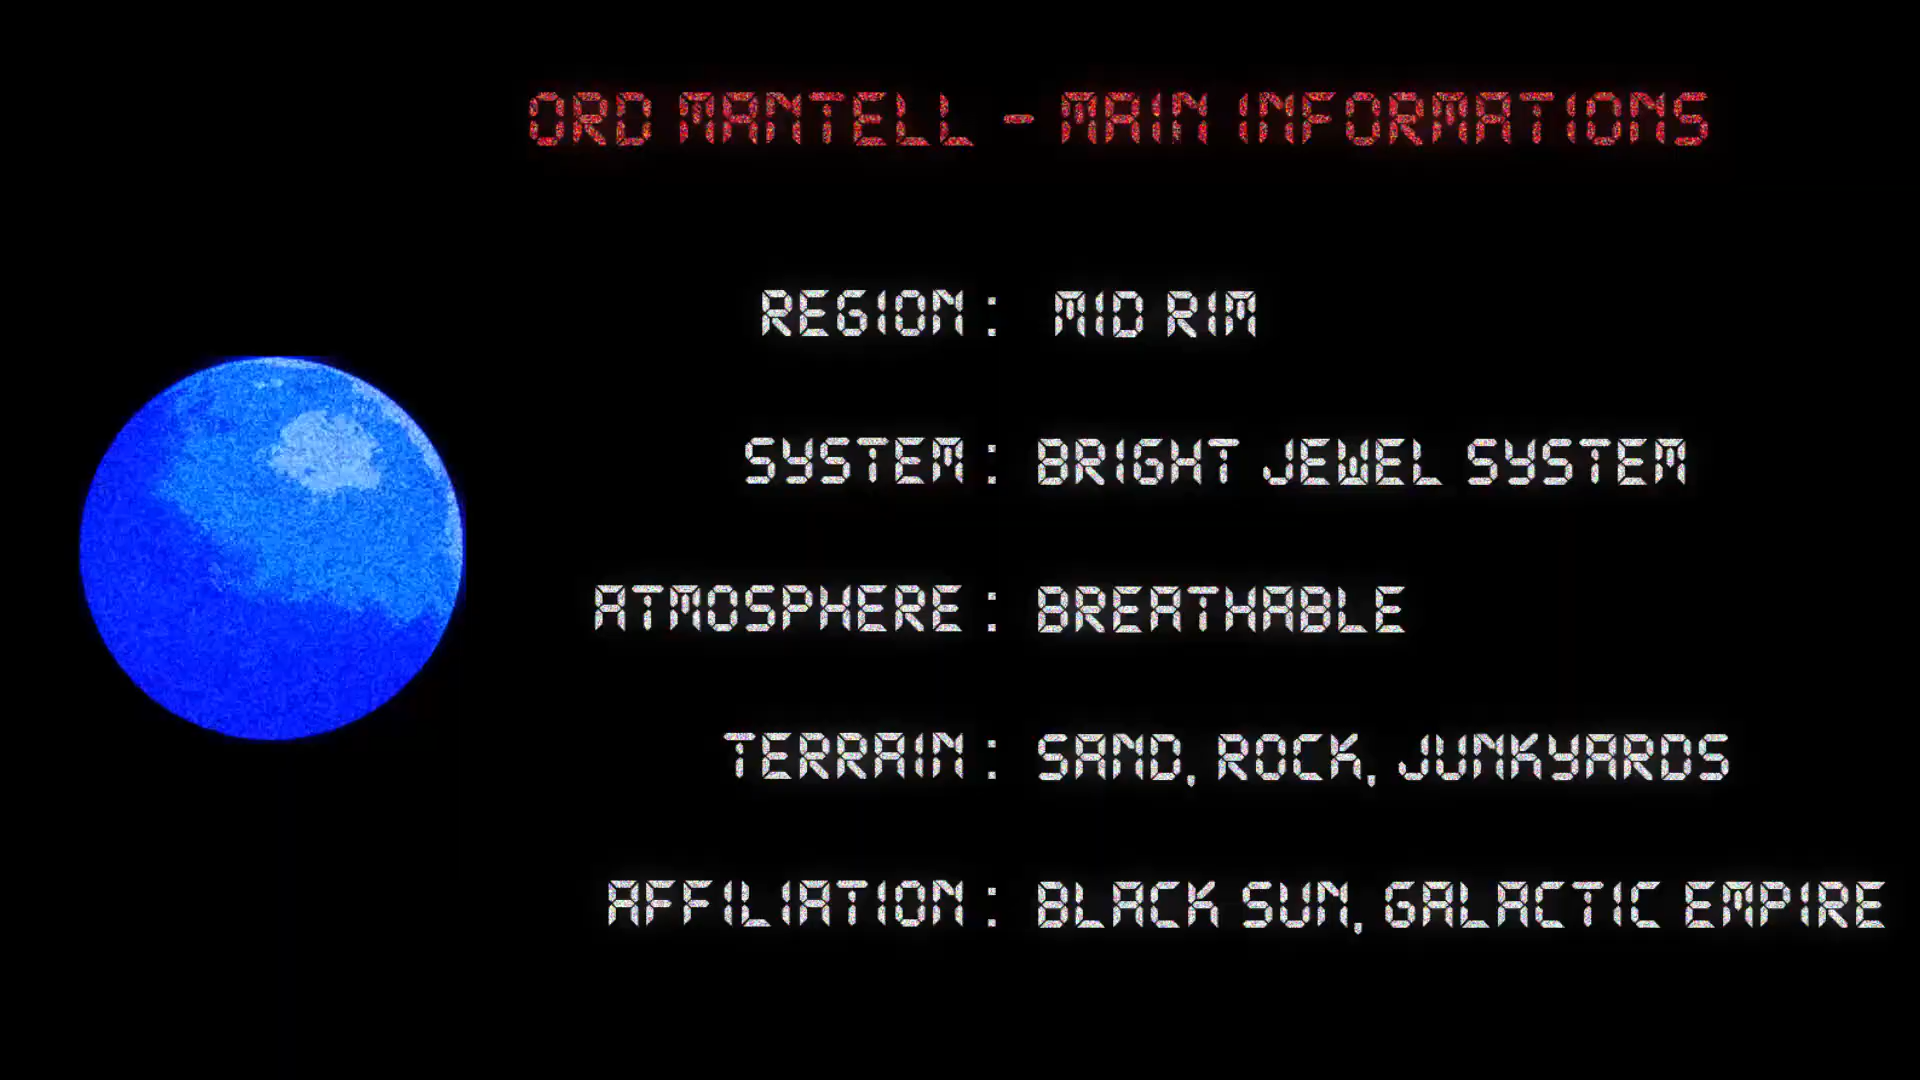 ORD MANTELL - MAIN INFORMATIONS
REGION : MID RIM
SYSTEM : BRIGHT JEWEL SYSTEM
ATMOSPHERE : BREATHABLE
TERRAIN : SAND, ROCK, JUNKYARDS
AFFILIATION : BLACK SUN, GALACTIC EMPIRE